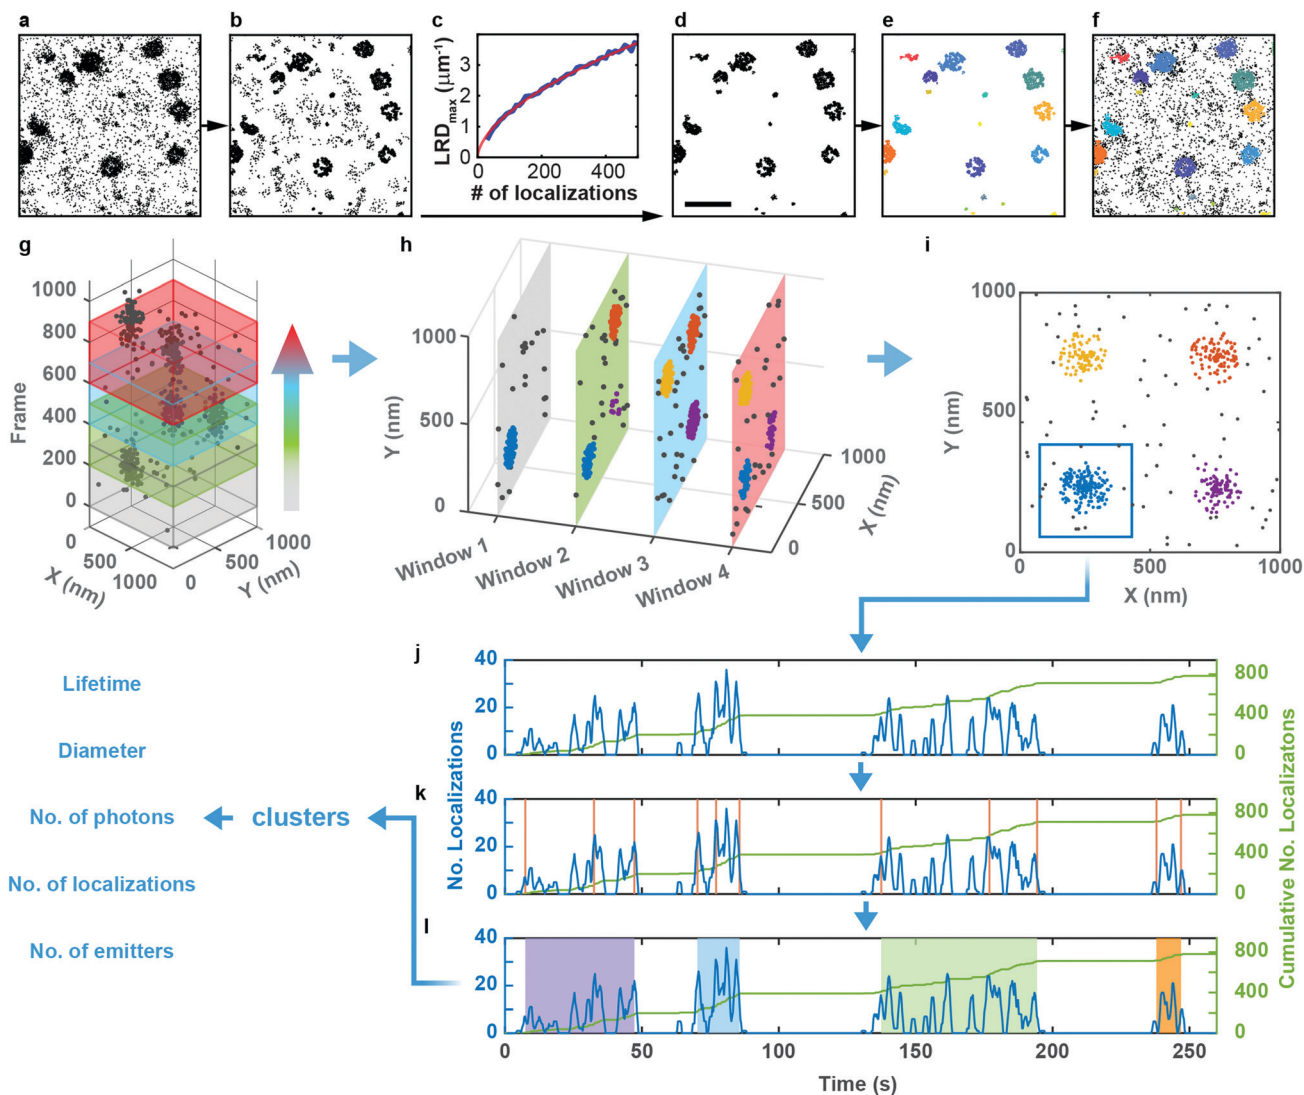 a
b
c
d
e
f
LRDmax (μm-1)
3
2
1
0
0 200 400
# of localizations
g
h
i
1000
800
600
400
200
0
Frame
0
500
1000
X (nm)
0
500
1000
Y (nm)
1000
500
0
Y (nm)
Window 1
Window 2
Window 3
Window 4
0
500
1000
X (nm)
1000
500
0
Y (nm)
0 500 1000
X (nm)
Lifetime
Diameter
No. of photons
No. of localizations
No. of emitters
clusters
j
40
20
0
800
400
0
k
40
20
0
800
400
0
l
40
20
0
800
400
0
No. Localizations
Cumulative No. Localizatons
0 50 100 150 200 250
Time (s)